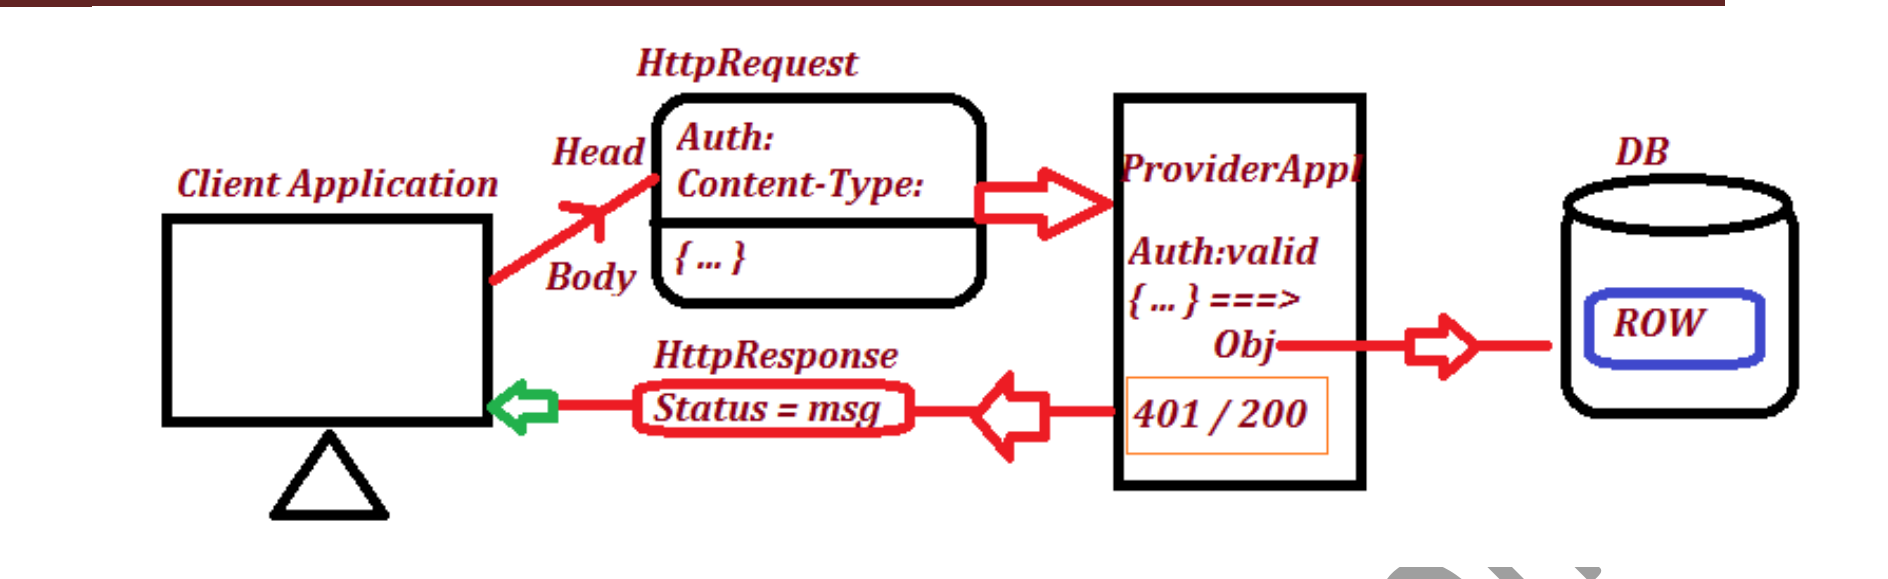 HttpRequest
Head
Auth:
Content-Type:
Body
{ ... }
Client Application
ProviderAppl
Auth:valid
{ ... } ===>
Obj
401 / 200
DB
ROW
HttpResponse
Status = msg